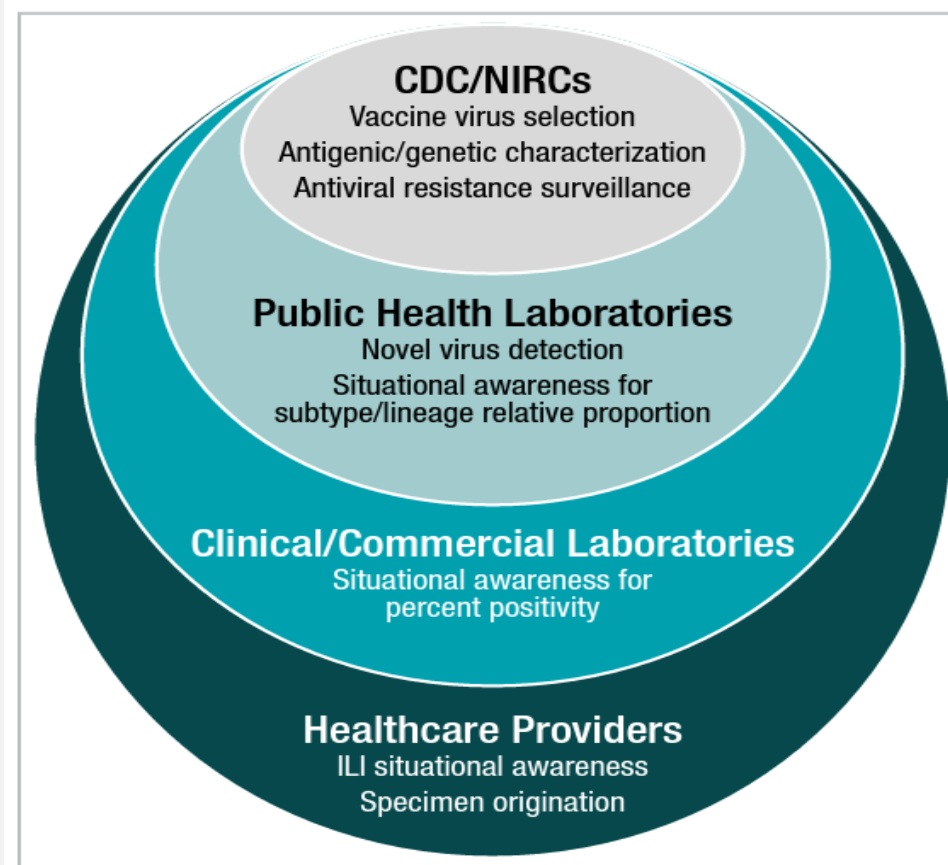 CDC/NIRCs
Vaccine virus selection
Antigenic/genetic characterization
Antiviral resistance surveillance
Public Health Laboratories
Novel virus detection
Situational awareness for
subtype/lineage relative proportion
Clinical/Commercial Laboratories
Situational awareness for
percent positivity
Healthcare Providers
ILI situational awareness
Specimen origination